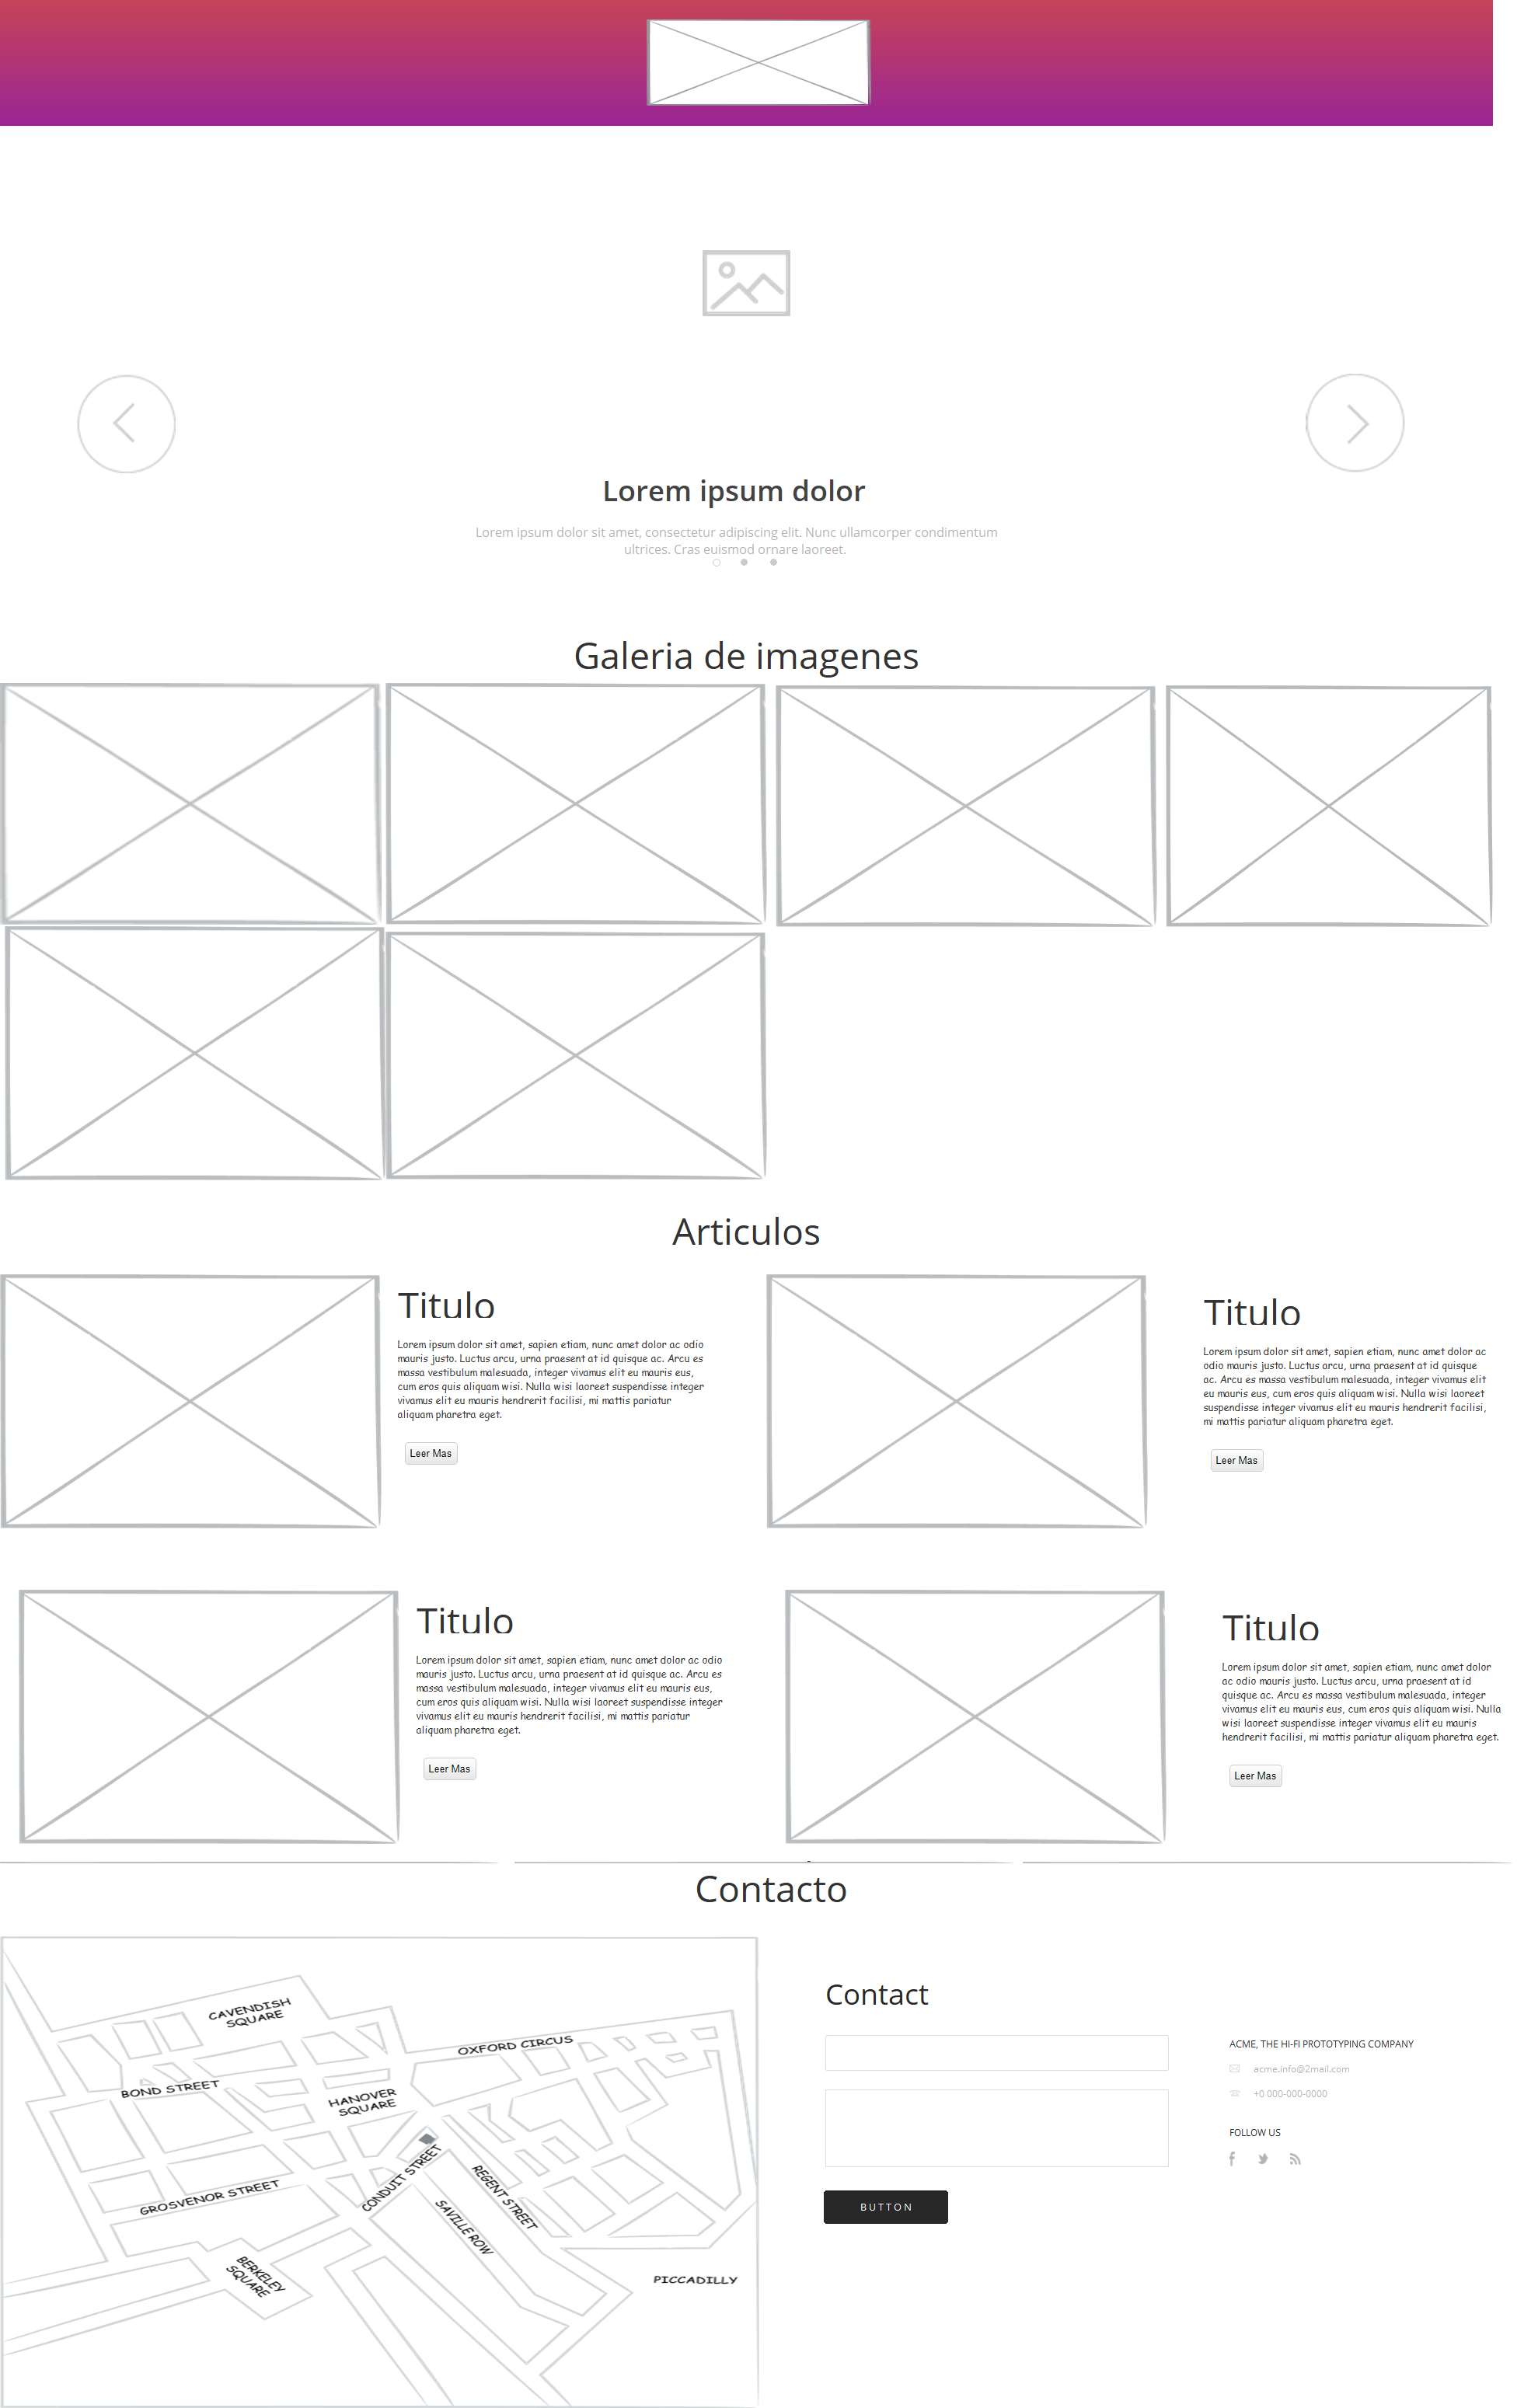 Lorem ipsum dolor
Lorem ipsum dolor sit amet, consectetur adipiscing elit. Nunc ullamcorper condimentum
ultrices. Cras euismod ornare laoreet.
Galeria de imagenes
Articulos
Titulo
Lorem ipsum dolor sit amet, sapien etiam, nunc amet dolor ac odio
mauris justo. Luctus arcu, urna praesent at id quisque ac. Arcu es
massa vestibulum malesuada, integer vivamus elit eu mauris eus,
cum eros quis aliquam wisi. Nulla wisi laoreet suspendisse integer
vivamus elit eu mauris hendrerit facilisi, mi mattis pariatur
aliquam pharetra eget.
Leer Mas
Titulo
Lorem ipsum dolor sit amet, sapien etiam, nunc amet dolor ac
odio mauris justo. Luctus arcu, urna praesent at id quisque
ac. Arcu es massa vestibulum malesuada, integer vivamus elit
eu mauris eus, cum eros quis aliquam wisi. Nulla wisi laoreet
suspendisse integer vivamus elit eu mauris hendrerit facilisi,
mi mattis pariatur aliquam pharetra eget.
Leer Mas
Titulo
Lorem ipsum dolor sit amet, sapien etiam, nunc amet dolor ac odio
mauris justo. Luctus arcu, urna praesent at id quisque ac. Arcu es
massa vestibulum malesuada, integer vivamus elit eu mauris eus,
cum eros quis aliquam wisi. Nulla wisi laoreet suspendisse integer
vivamus elit eu mauris hendrerit facilisi, mi mattis pariatur
aliquam pharetra eget.
Leer Mas
Titulo
Lorem ipsum dolor sit amet, sapien etiam, nunc amet dolor
ac odio mauris justo. Luctus arcu, urna praesent at id
quisque ac. Arcu es massa vestibulum malesuada, integer
vivamus elit eu mauris eus, cum eros quis aliquam wisi. Nulla
wisi laoreet suspendisse integer vivamus elit eu mauris
hendrerit facilisi, mi mattis pariatur aliquam pharetra eget.
Leer Mas
Contacto
CAVENDISH
SQUARE
OXFORD CIRCUS
BOND STREET
HANOVER
SQUARE
CONDUIT STREET
REGENT STREET
GROSVENOR STREET
SAVILLE ROW
BERKELEY
SQUARE
PICCADILLY
Contact
BUTTON
ACME, THE HI-FI PROTOTYPING COMPANY
acme.info@2mail.com
+0 000-000-0000
FOLLOW US